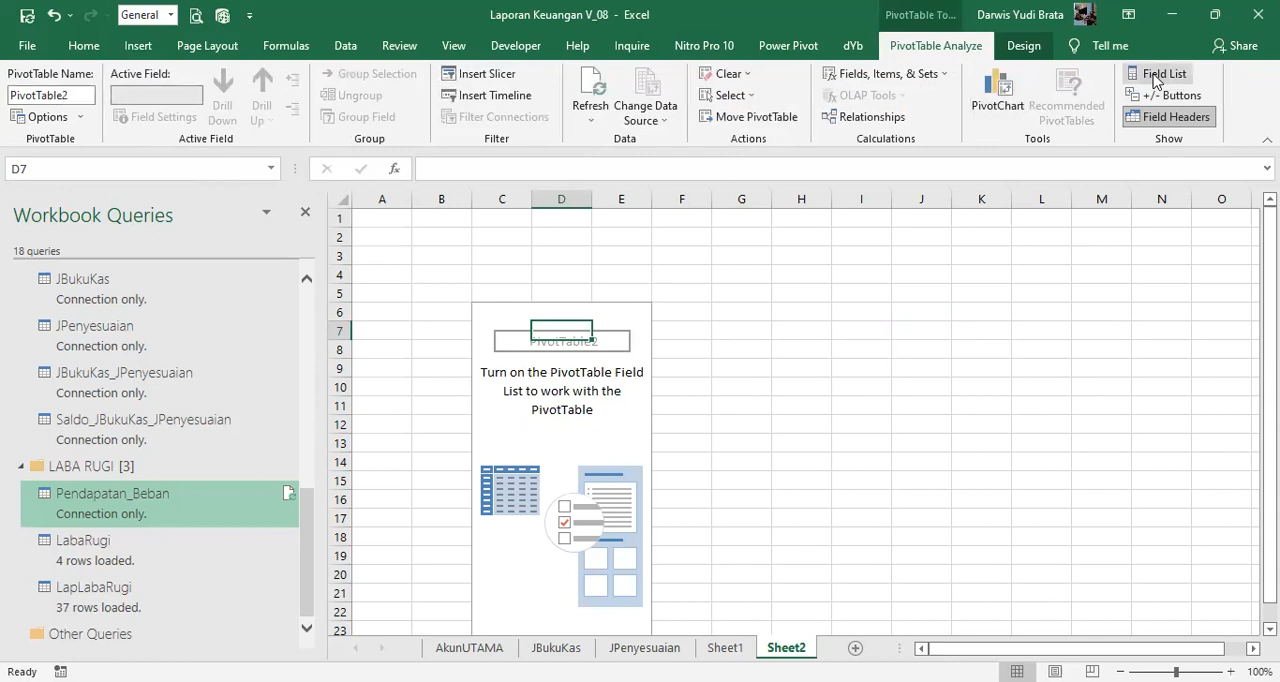 General
Laporan Keuangan V_08 - Excel
PivotTable To...
Darwis Yudi Brata
File
Home
Insert
Page Layout
Formulas
Data
Review
View
Developer
Help
Inquire
Nitro Pro 10
Power Pivot
dYb
PivotTable Analyze
Design
Tell me
Share
PivotTable Name:
PivotTable2
Options
PivotTable
Active Field:
Field Settings
Drill Down
Drill Up
Active Field
Group Selection
Ungroup
Group Field
Group
Insert Slicer
Insert Timeline
Filter Connections
Filter
Refresh
Change Data Source
Data
Clear
Select
Move PivotTable
Actions
Fields, Items, & Sets
OLAP Tools
Relationships
Calculations
PivotChart
Recommended PivotTables
Tools
Field List
+/- Buttons
Field Headers
Show
D7
fx
Workbook Queries
18 queries
JBukuKas
Connection only.
JPenyesuaian
Connection only.
JBukuKas_JPenyesuaian
Connection only.
Saldo_JBukuKas_JPenyesuaian
Connection only.
LABA RUGI [3]
Pendapatan_Beban
Connection only.
LabaRugi
4 rows loaded.
LapLabaRugi
37 rows loaded.
Other Queries
A B C D E F G H I J K L M N O
1
2
3
4
5
6
7
8
9
10
11
12
13
14
15
16
17
18
19
20
21
22
23
PivotTable2
Turn on the PivotTable Field
List to work with the
PivotTable
AkunUTAMA
JBukuKas
JPenyesuaian
Sheet1
Sheet2
Ready
100%